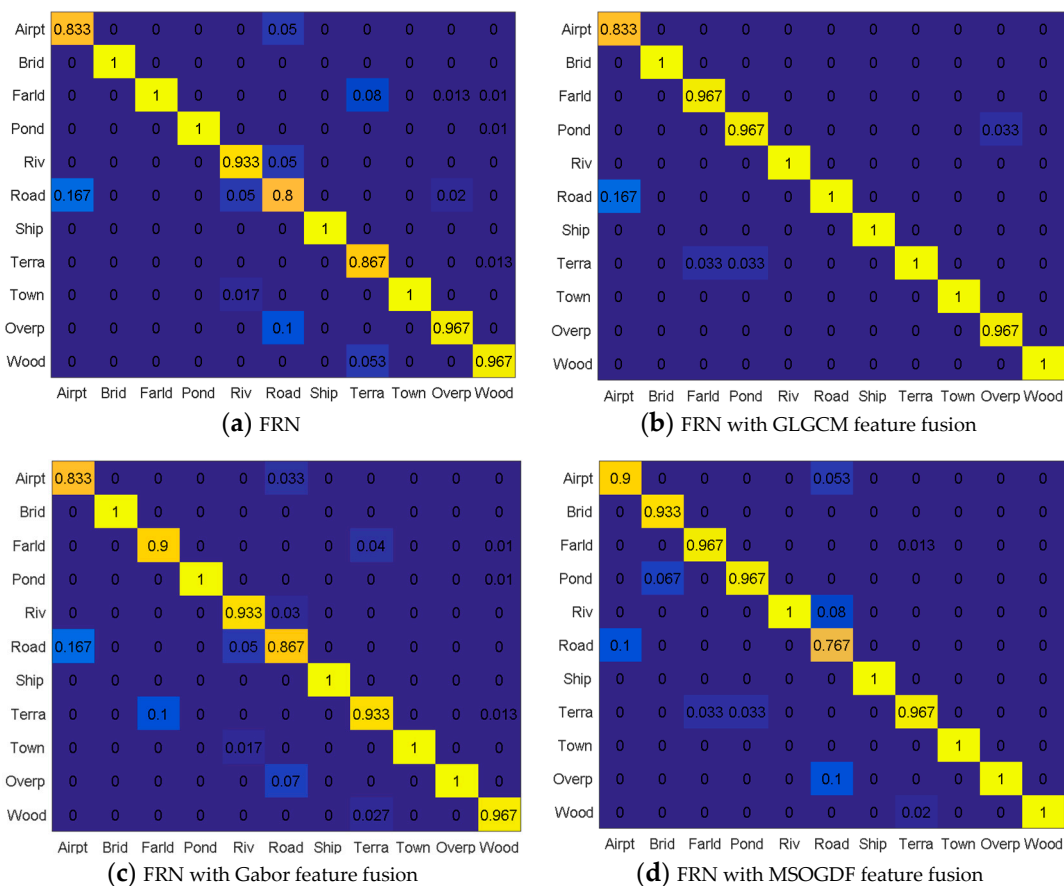 Airpt 0.833 0 0 0 0 0.05 0 0 0 0 0
Brid 0 1 0 0 0 0 0 0 0 0 0
Farld 0 0 1 0 0 0 0 0.08 0 0.013 0.01
Pond 0 0 0 1 0 0 0 0 0 0 0.01
Riv 0 0 0 0 0.933 0.05 0 0 0 0 0
Road 0.167 0 0 0 0.05 0.8 0 0 0 0.02 0
Ship 0 0 0 0 0 0 1 0 0 0 0
Terra 0 0 0 0 0 0 0 0.867 0 0 0.013
Town 0 0 0 0 0.017 0 0 0 1 0 0
Overp 0 0 0 0 0 0.1 0 0 0 0.967 0
Wood 0 0 0 0 0 0 0 0.053 0 0 0.967
Airpt Brid Farld Pond Riv Road Ship Terra Town Overp Wood
(a) FRN
Airpt 0.833 0 0 0 0 0 0 0 0 0 0
Brid 0 1 0 0 0 0 0 0 0 0 0
Farld 0 0 0.967 0 0 0 0 0 0 0 0
Pond 0 0 0 0.967 0 0 0 0 0 0.033 0
Riv 0 0 0 0 1 0 0 0 0 0 0
Road 0.167 0 0 0 0 1 0 0 0 0 0
Ship 0 0 0 0 0 0 1 0 0 0 0
Terra 0 0 0.033 0.033 0 0 0 1 0 0 0
Town 0 0 0 0 0 0 0 0 1 0 0
Overp 0 0 0 0 0 0 0 0 0 0.967 0
Wood 0 0 0 0 0 0 0 0 0 0 1
Airpt Brid Farld Pond Riv Road Ship Terra Town Overp Wood
(b) FRN with GLGCM feature fusion
Airpt 0.833 0 0 0 0 0.033 0 0 0 0 0
Brid 0 1 0 0 0 0 0 0 0 0 0
Farld 0 0 0.9 0 0 0 0 0.04 0 0 0.01
Pond 0 0 0 1 0 0 0 0 0 0 0.01
Riv 0 0 0 0 0.933 0.03 0 0 0 0 0
Road 0.167 0 0 0 0.05 0.867 0 0 0 0 0
Ship 0 0 0 0 0 0 1 0 0 0 0
Terra 0 0 0.1 0 0 0 0 0.933 0 0 0.013
Town 0 0 0 0 0.017 0 0 0 1 0 0
Overp 0 0 0 0 0 0.07 0 0 0 1 0
Wood 0 0 0 0 0 0 0 0.027 0 0 0.967
Airpt Brid Farld Pond Riv Road Ship Terra Town Overp Wood
(c) FRN with Gabor feature fusion
Airpt 0.9 0 0 0 0 0.053 0 0 0 0 0
Brid 0 0.933 0 0 0 0 0 0 0 0 0
Farld 0 0 0.967 0 0 0 0 0.013 0 0 0
Pond 0 0.067 0 0.967 0 0 0 0 0 0 0
Riv 0 0 0 0 1 0.08 0 0 0 0 0
Road 0.1 0 0 0 0 0.767 0 0 0 0 0
Ship 0 0 0 0 0 0 1 0 0 0 0
Terra 0 0 0.033 0.033 0 0 0 0.967 0 0 0
Town 0 0 0 0 0 0 0 0 1 0 0
Overp 0 0 0 0 0 0.1 0 0 0 1 0
Wood 0 0 0 0 0 0 0 0.02 0 0 1
Airpt Brid Farld Pond Riv Road Ship Terra Town Overp Wood
(d) FRN with MSOGDF feature fusion